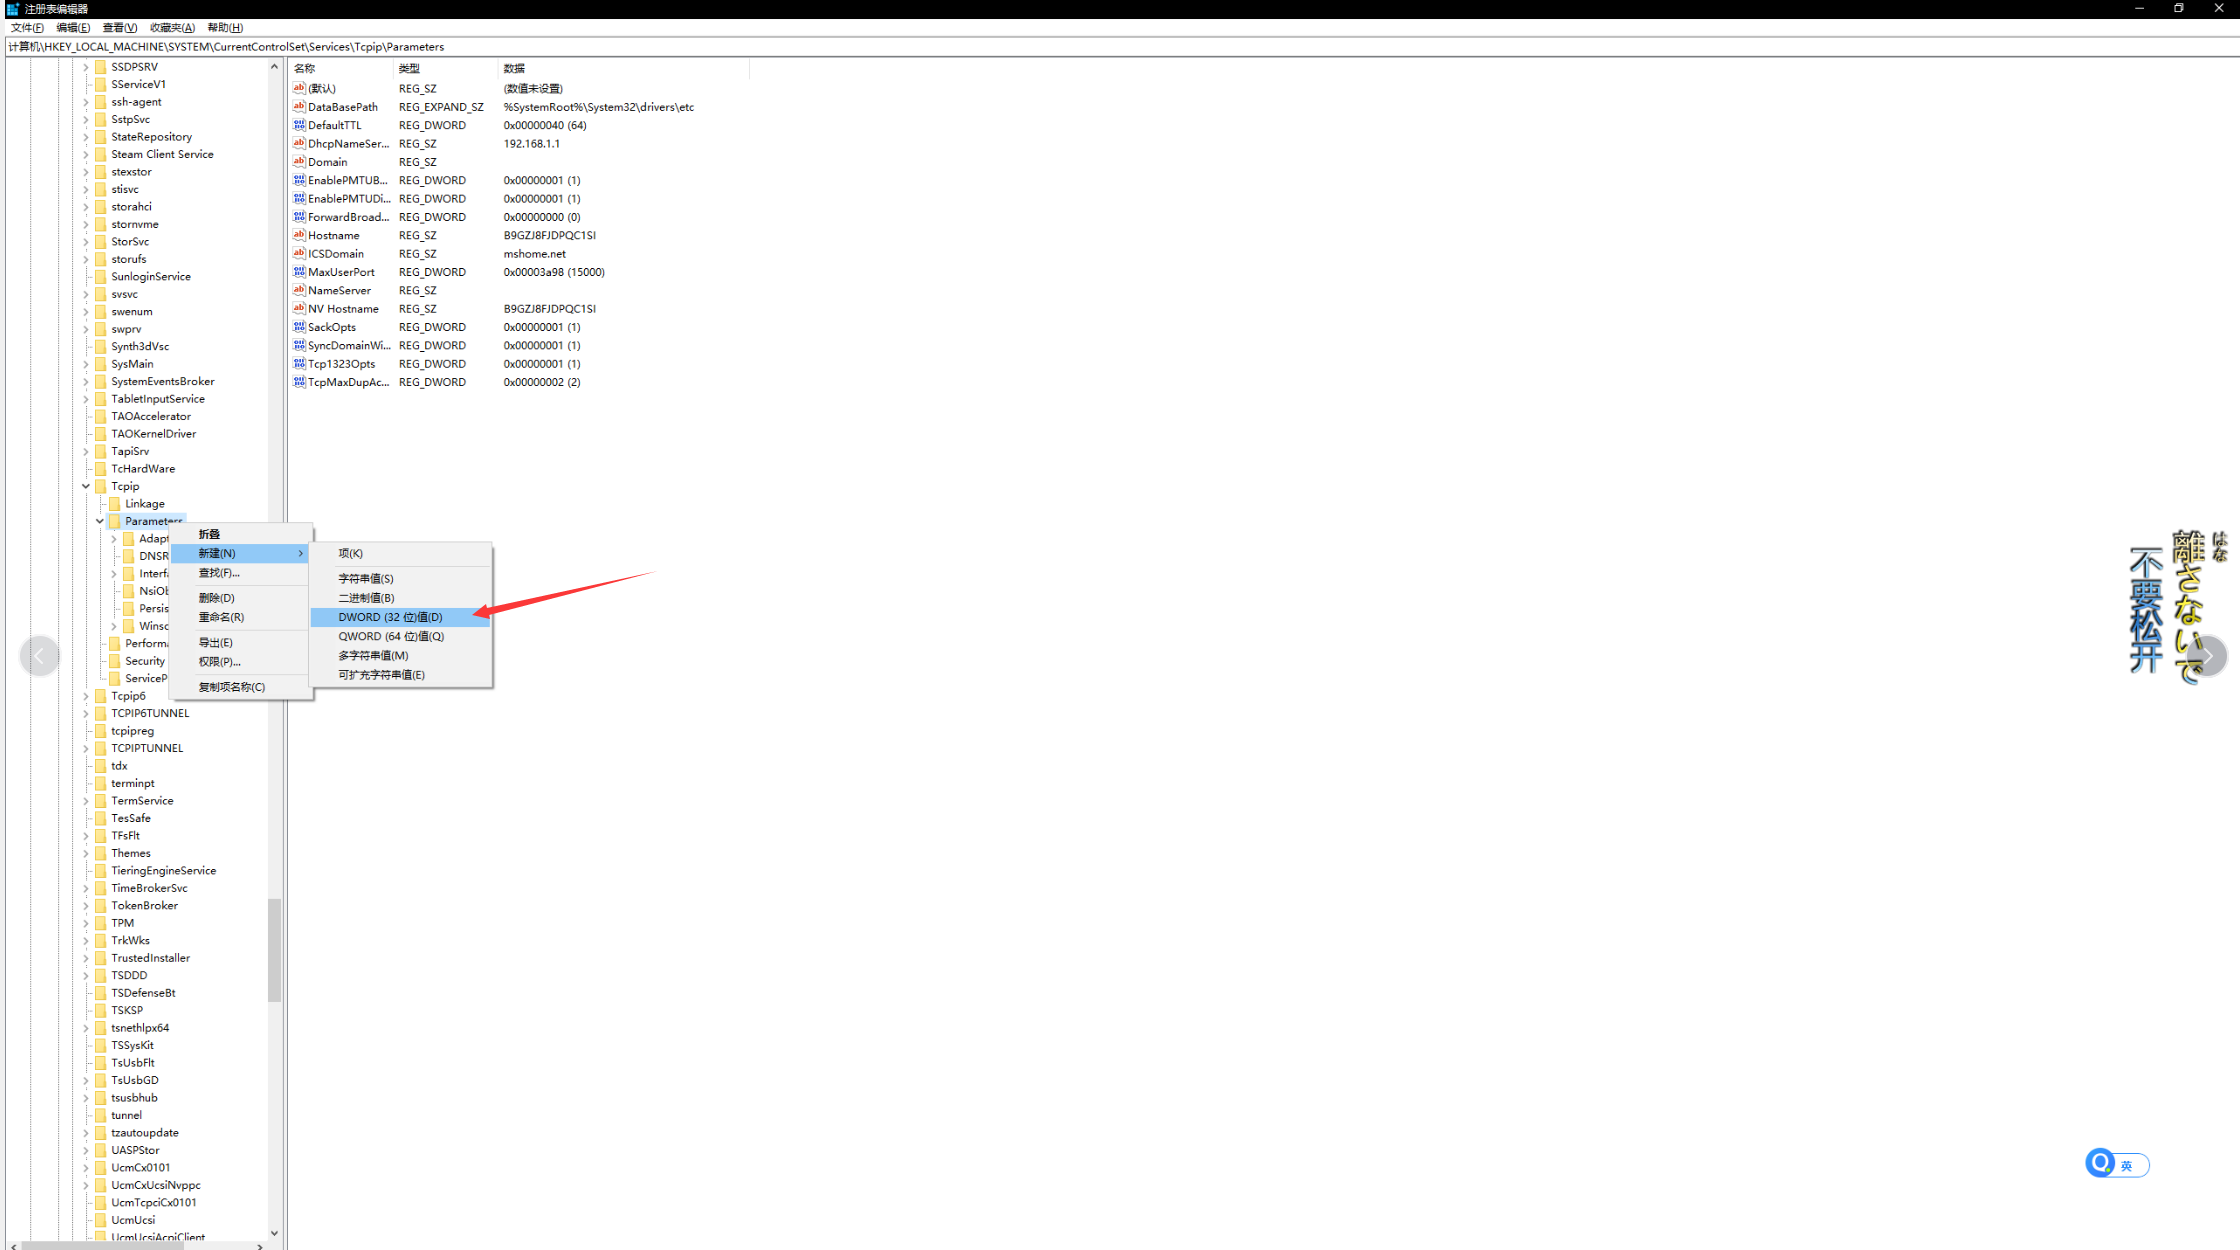 注册表编辑器
文件(F) 编辑(E) 查看(V) 收藏夹(A) 帮助(H)
计算机\HKEY_LOCAL_MACHINE\SYSTEM\CurrentControlSet\Services\Tcpip\Parameters
SSDPSRV
SServiceV1
ssh-agent
SstpSvc
StateRepository
Steam Client Service
stexstor
stisvc
storahci
stornvme
StorSvc
storufs
SunloginService
svsvc
swenum
swprv
Synth3dVsc
SysMain
SystemEventsBroker
TabletInputService
TAOAccelerator
TAOKernelDriver
TapiSrv
TcHardWare
Tcpip
Linkage
Parameters
Adapt
DNSR
Interfa
NsiOb
Persis
Winsc
Performa
Security
ServiceP
Tcpip6
TCPIP6TUNNEL
tcpipreg
TCPIPTUNNEL
tdx
terminpt
TermService
TesSafe
TFsFlt
Themes
TieringEngineService
TimeBrokerSvc
TokenBroker
TPM
TrkWks
TrustedInstaller
TSDDD
TSDefenseBt
TSKSP
tsnethlpx64
TSSysKit
TsUsbFlt
TsUsbGD
tsusbhub
tunnel
tzautoupdate
UASPStor
UcmCx0101
UcmCxUcsiNvppc
UcmTcpciCx0101
UcmUcsi
UcmUcsiAcpiClient
名称 类型 数据
(默认) REG_SZ (数值未设置)
DataBasePath REG_EXPAND_SZ %SystemRoot%\System32\drivers\etc
DefaultTTL REG_DWORD 0x00000040 (64)
DhcpNameSer... REG_SZ 192.168.1.1
Domain REG_SZ
EnablePMTUB... REG_DWORD 0x00000001 (1)
EnablePMTUDi... REG_DWORD 0x00000001 (1)
ForwardBroad... REG_DWORD 0x00000000 (0)
Hostname REG_SZ B9GZJ8FJDPQC1SI
ICSDomain REG_SZ mshome.net
MaxUserPort REG_DWORD 0x00003a98 (15000)
NameServer REG_SZ
NV Hostname REG_SZ B9GZJ8FJDPQC1SI
SackOpts REG_DWORD 0x00000001 (1)
SyncDomainWi... REG_DWORD 0x00000001 (1)
Tcp1323Opts REG_DWORD 0x00000001 (1)
TcpMaxDupAc... REG_DWORD 0x00000002 (2)
折叠
新建(N)
查找(F)...
删除(D)
重命名(R)
导出(E)
权限(P)...
复制项名称(C)
项(K)
字符串值(S)
二进制值(B)
DWORD (32 位)值(D)
QWORD (64 位)值(Q)
多字符串值(M)
可扩充字符串值(E)
はな
離さないで
不要松开
英